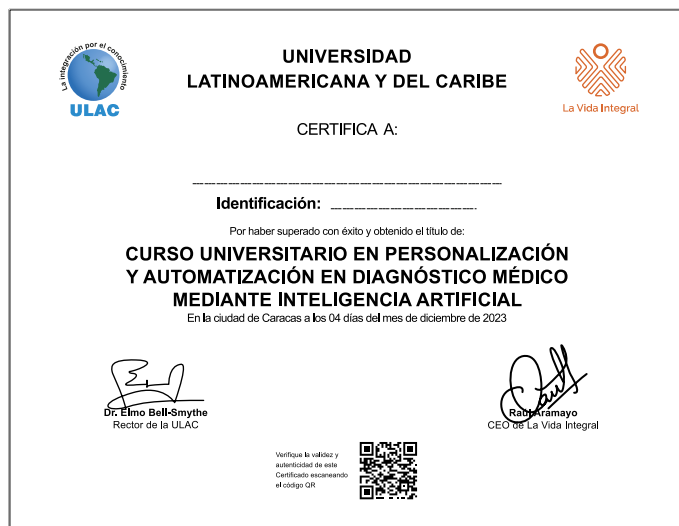 La integración por el conocimiento
ULAC
UNIVERSIDAD
LATINOAMERICANA Y DEL CARIBE
La Vida Integral
CERTIFICA A:
Identificación:
Por haber superado con éxito y obtenido el título de:
CURSO UNIVERSITARIO EN PERSONALIZACIÓN
Y AUTOMATIZACIÓN EN DIAGNÓSTICO MÉDICO
MEDIANTE INTELIGENCIA ARTIFICIAL
En la ciudad de Caracas a los 04 días del mes de diciembre de 2023
Dr. Elmo Bell-Smythe
Rector de la ULAC
Raúl Aramayo
CEO de La Vida Integral
Verifique la validez y
autenticidad de este
Certificado escaneando
el código QR